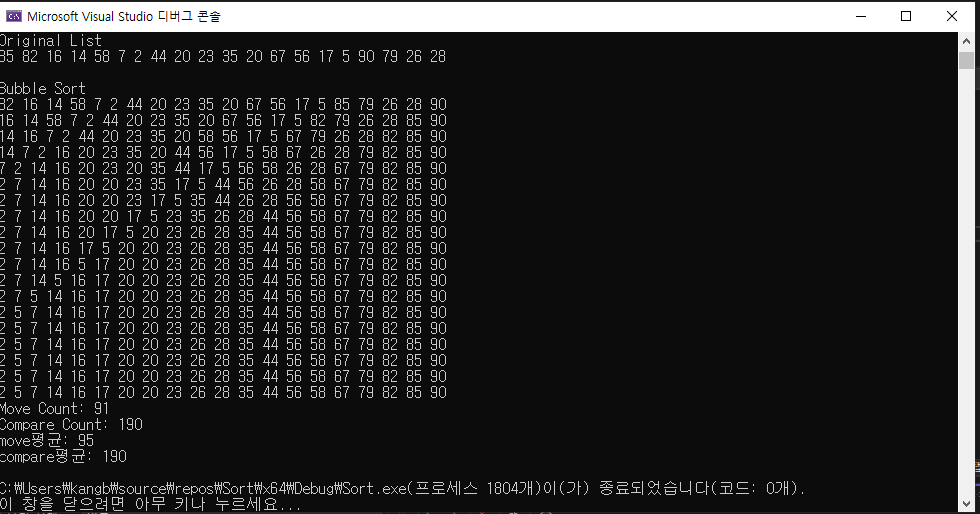 Microsoft Visual Studio 디버그 콘솔
Original List
85 82 16 14 58 7 2 44 20 23 35 20 67 56 17 5 90 79 26 28
Bubble Sort
82 16 14 58 7 2 44 20 23 35 20 67 56 17 5 85 79 26 28 90
16 14 58 7 2 44 20 23 35 20 67 56 17 5 82 79 26 28 85 90
14 16 7 2 44 20 23 35 20 58 56 17 5 67 79 26 28 82 85 90
14 7 2 16 20 23 35 20 44 56 17 5 58 67 26 28 79 82 85 90
7 2 14 16 20 23 20 35 44 17 5 56 58 26 28 67 79 82 85 90
2 7 14 16 20 20 23 35 17 5 44 56 26 28 58 67 79 82 85 90
2 7 14 16 20 20 23 17 5 35 44 26 28 56 58 67 79 82 85 90
2 7 14 16 20 20 17 5 23 35 26 28 44 56 58 67 79 82 85 90
2 7 14 16 20 17 5 20 23 26 28 35 44 56 58 67 79 82 85 90
2 7 14 16 17 5 20 20 23 26 28 35 44 56 58 67 79 82 85 90
2 7 14 16 5 17 20 20 23 26 28 35 44 56 58 67 79 82 85 90
2 7 14 5 16 17 20 20 23 26 28 35 44 56 58 67 79 82 85 90
2 7 5 14 16 17 20 20 23 26 28 35 44 56 58 67 79 82 85 90
2 5 7 14 16 17 20 20 23 26 28 35 44 56 58 67 79 82 85 90
2 5 7 14 16 17 20 20 23 26 28 35 44 56 58 67 79 82 85 90
2 5 7 14 16 17 20 20 23 26 28 35 44 56 58 67 79 82 85 90
2 5 7 14 16 17 20 20 23 26 28 35 44 56 58 67 79 82 85 90
2 5 7 14 16 17 20 20 23 26 28 35 44 56 58 67 79 82 85 90
2 5 7 14 16 17 20 20 23 26 28 35 44 56 58 67 79 82 85 90
Move Count: 91
Compare Count: 190
move평균: 95
compare평균: 190
C:₩Users₩kangb₩source₩repos₩Sort₩x64₩Debug₩Sort.exe(프로세스 1804개)이(가) 종료되었습니다(코드: 0개).
이 창을 닫으려면 아무 키나 누르세요...